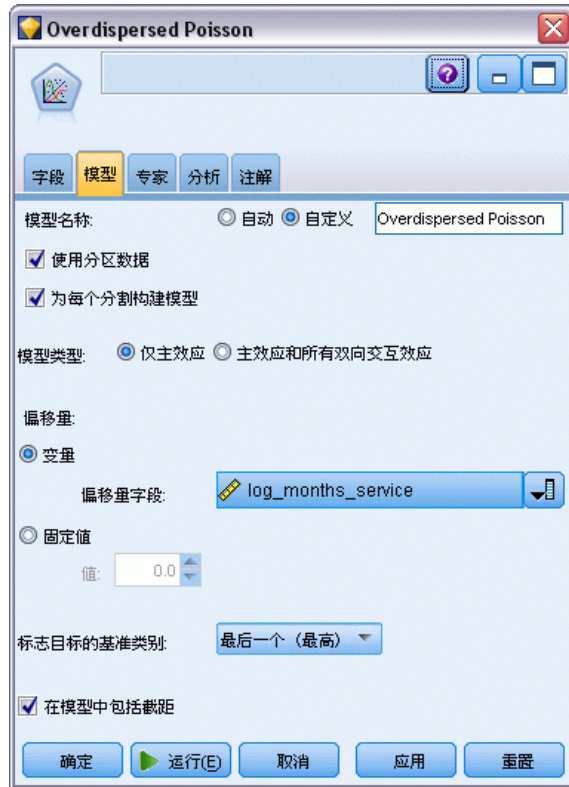 Overdispersed Poisson
字段 模型 专家 分析 注解
模型名称: 自动 自定义 Overdispersed Poisson
使用分区数据
为每个分割构建模型
模型类型: 仅主效应 主效应和所有双向交互效应
偏移量:
变量
偏移量字段: log_months_service
固定值
值: 0.0
标志目标的基准类别: 最后一个（最高）
在模型中包括截距
确定 运行(E) 取消 应用 重置